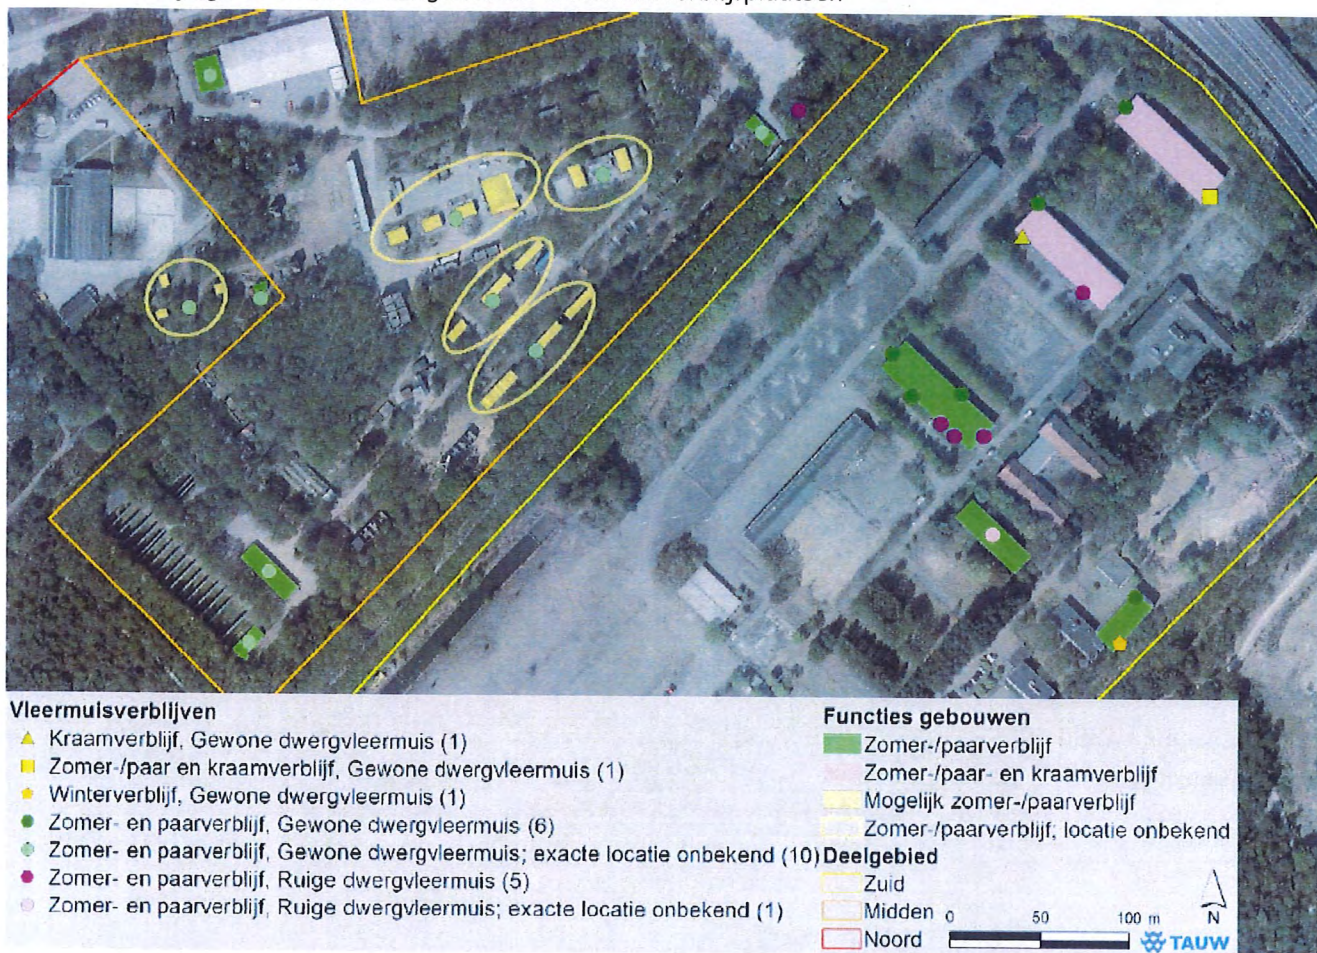 Vleermuisverblijven
Kraamverblijf, Gewone dwergvleermuis (1)
Zomer-/paar en kraamverblijf, Gewone dwergvleermuis (1)
Winterverblijf, Gewone dwergvleermuis (1)
Zomer- en paarverblijf, Gewone dwergvleermuis (6)
Zomer- en paarverblijf, Gewone dwergvleermuis; exacte locatie onbekend (10)
Zomer- en paarverblijf, Ruige dwergvleermuis (5)
Zomer- en paarverblijf, Ruige dwergvleermuis; exacte locatie onbekend (1)
Functies gebouwen
Zomer-/paarverblijf
Zomer-/paar- en kraamverblijf
Mogelijk zomer-/paarverblijf
Zomer-/paarverblijf; locatie onbekend
Deelgebied
Zuid
Midden
Noord
0 50 100 m
N
TAUW